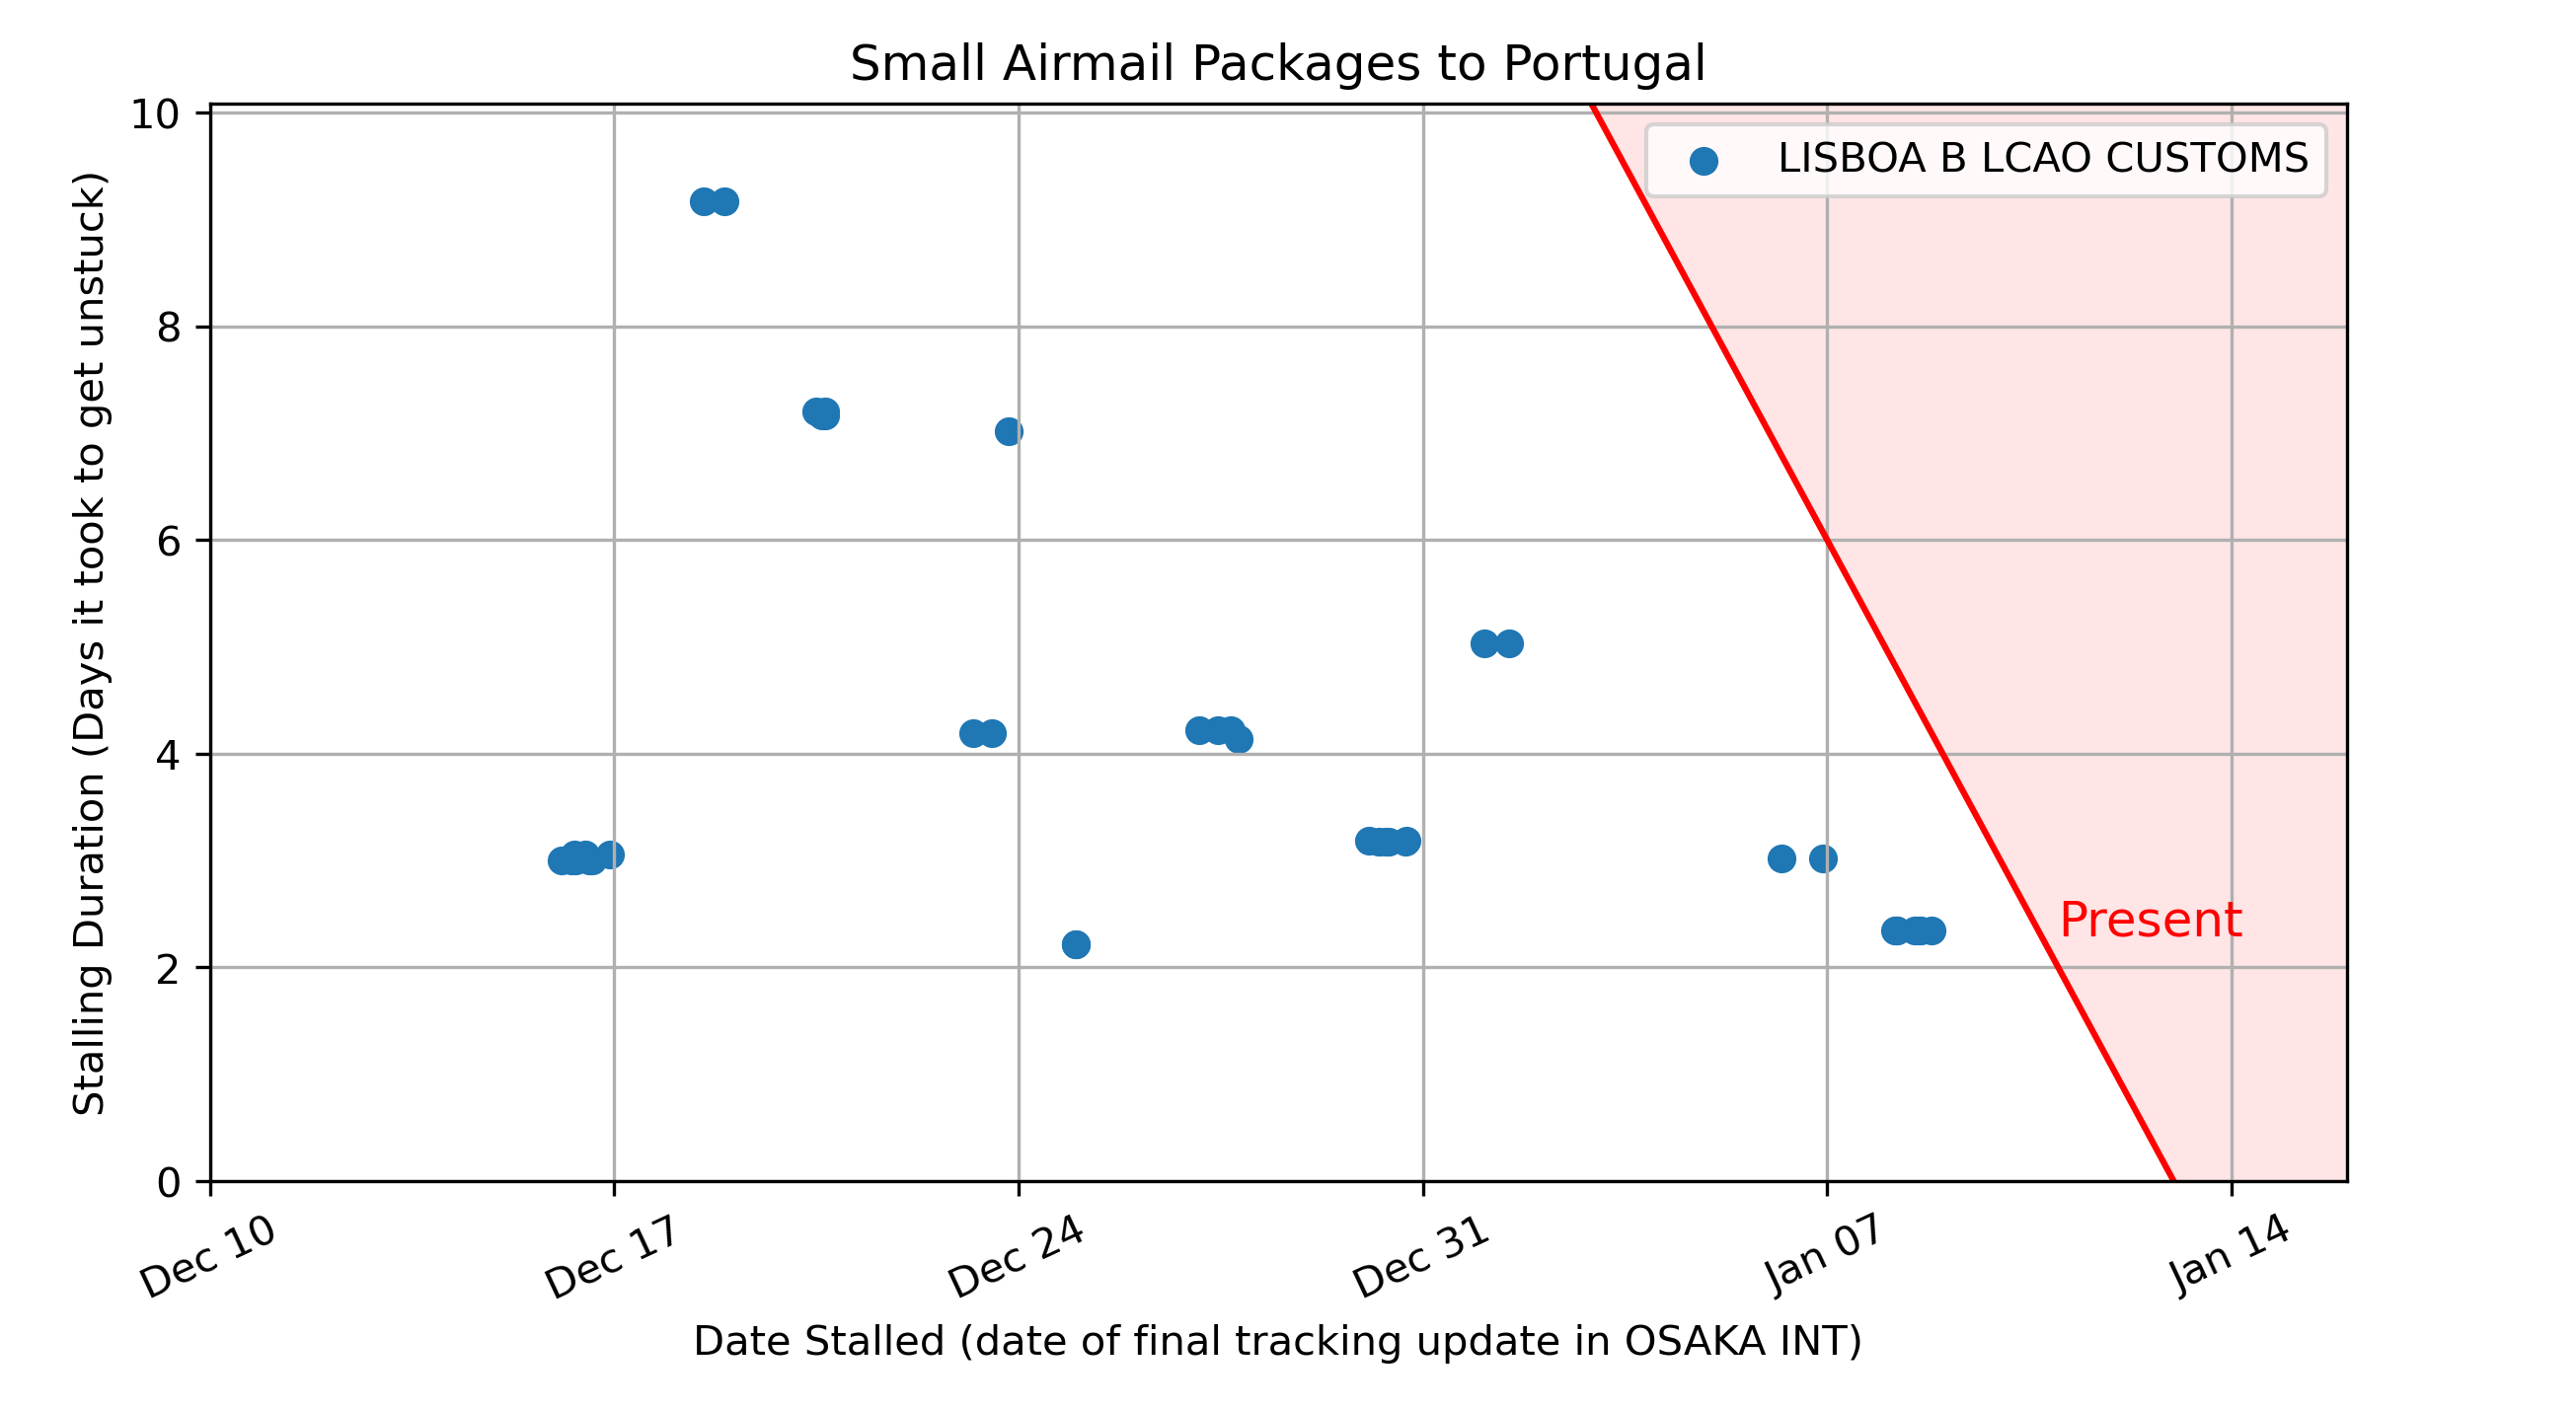 Small Airmail Packages to Portugal
LISBOA B LCAO CUSTOMS
Stalling Duration (Days it took to get unstuck)
10
8
6
4
2
0
Present
Dec 10
Dec 17
Dec 24
Dec 31
Jan 07
Jan 14
Date Stalled (date of final tracking update in OSAKA INT)